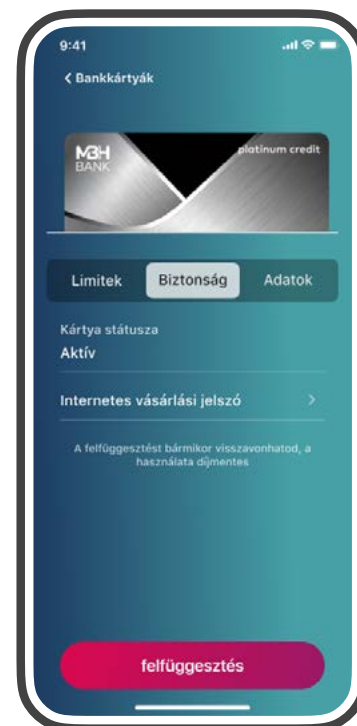 9:41
Bankkártyák
MBH
BANK
platinum credit
Limitek Biztonság Adatok
Kártya státusza
Aktív
Internetes vásárlási jelszó
A felfüggesztést bármikor visszavonhatod, a
használata díjmentes
felfüggesztés